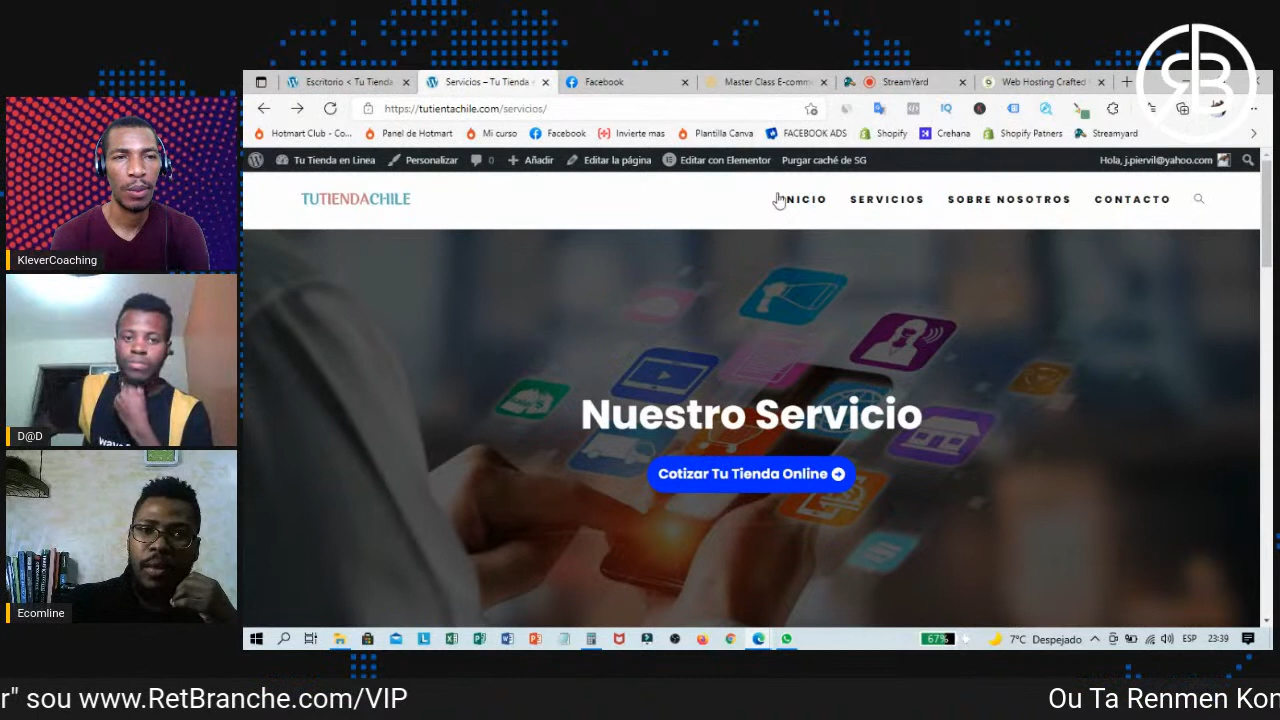 KleverCoaching
D@D
Ecomline
Escritorio < Tu Tienda
Servicios – Tu Tienda
Facebook
Master Class E-comm
StreamYard
Web Hosting Crafted
https://tutientachile.com/servicios/
Hotmart Club - Co...
Panel de Hotmart
Mi curso
Facebook
Invierte mas
Plantilla Canva
FACEBOOK ADS
Shopify
Crehana
Shopify Patners
Streamyard
Tu Tienda en Linea
Personalizar
0
Añadir
Editar la página
Editar con Elementor
Purgar caché de SG
Hola, j.piervil@yahoo.com
TUTIENDACHILE
INICIO
SERVICIOS
SOBRE NOSOTROS
CONTACTO
Nuestro Servicio
Cotizar Tu Tienda Online
67%
7°C Despejado
ESP
23:39
r" sou www.RetBranche.com/VIP
Ou Ta Renmen Kon